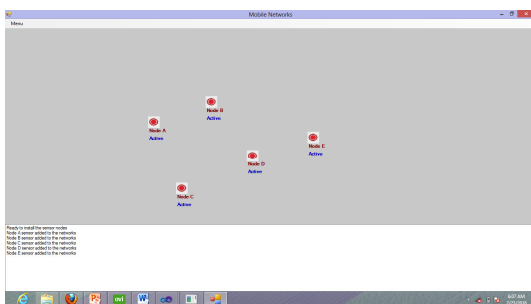 Mobile Networks
Menu
Node B
Active
Node A
Active
Node E
Active
Node D
Active
Node C
Active
Ready to install the sensor nodes
Node A sensor added to the networks
Node B sensor added to the networks
Node C sensor added to the networks
Node D sensor added to the networks
Node E sensor added to the networks
ovi
6:07 AM